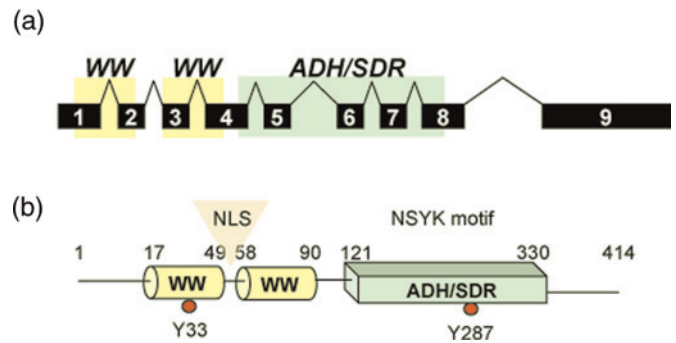 (a)
WW WW ADH/SDR
1 2 3 4 5 6 7 8 9
(b)
NLS NSYK motif
1 17 49 58 90 121 330 414
WW WW ADH/SDR
Y33 Y287